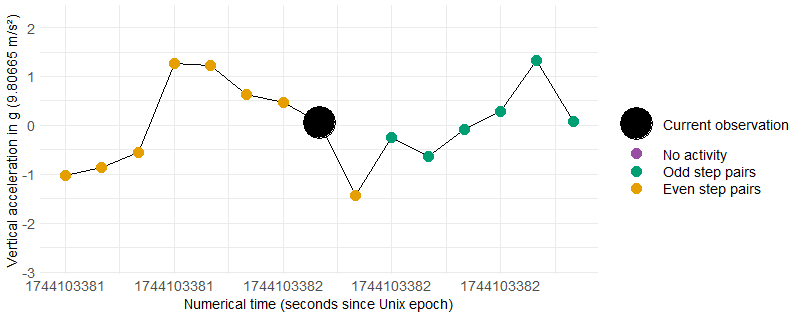 Vertical acceleration in g (9.80665 m/s²)
2
1
0
-1
-2
-3
1744103381 1744103381 1744103382 1744103382 1744103382
Numerical time (seconds since Unix epoch)
Current observation
No activity
Odd step pairs
Even step pairs